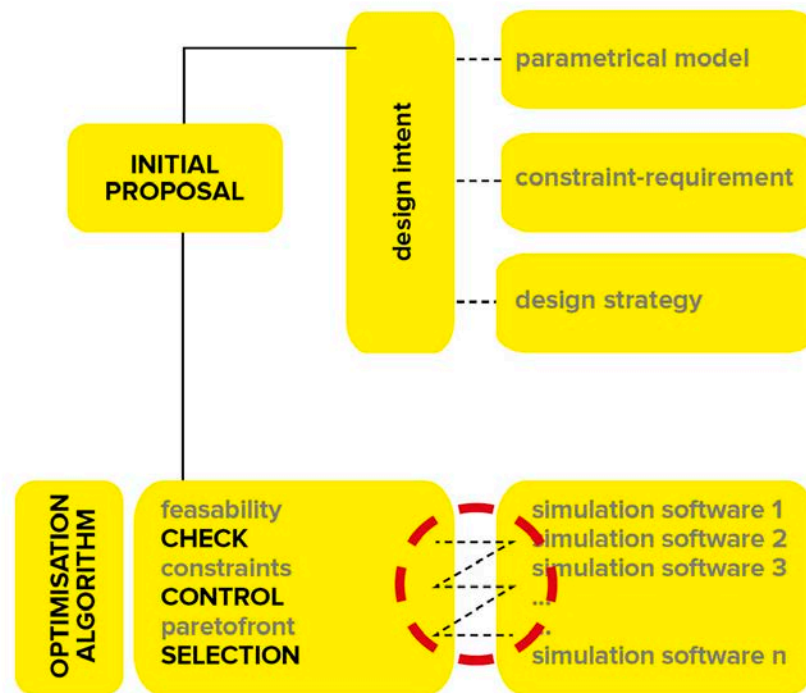 parametrical model
INITIAL
PROPOSAL
design intent
constraint-requirement
design strategy
OPTIMISATION
ALGORITHM
feasability
CHECK
constraints
CONTROL
paretofront
SELECTION
simulation software 1
simulation software 2
simulation software 3
...
..
simulation software n